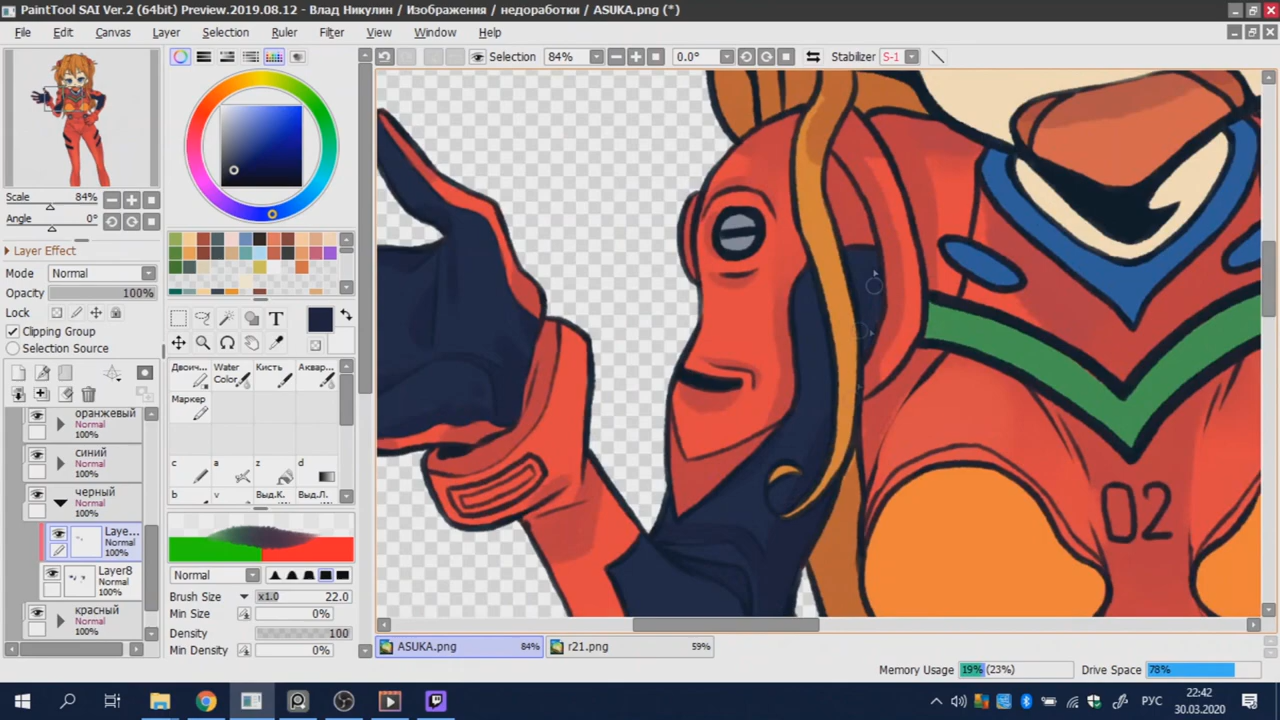 PaintTool SAI Ver.2 (64bit) Preview.2019.08.12 - Влад Никулин / Изображения / недоработки / ASUKA.png (*)
File Edit Canvas Layer Selection Ruler Filter View Window Help
Selection 84% 0.0° Stabilizer S-1
Scale 84%
Angle 0°
Layer Effect
Mode Normal
Opacity 100%
Lock
Clipping Group
Selection Source
оранжевый
Normal
100%
синий
Normal
100%
черный
Normal
100%
Laye...
Normal
100%
Layer8
Normal
100%
красный
Normal
100%
Двоич... Water Color Кисть Аквар...
Маркер
c a z d
b v Выд.К. Выд.Л.
Normal
Brush Size x1.0 22.0
Min Size 0%
Density 100
Min Density 0%
02
ASUKA.png 84% r21.png 59%
Memory Usage 19% (23%) Drive Space 78%
РУС
22:42
30.03.2020